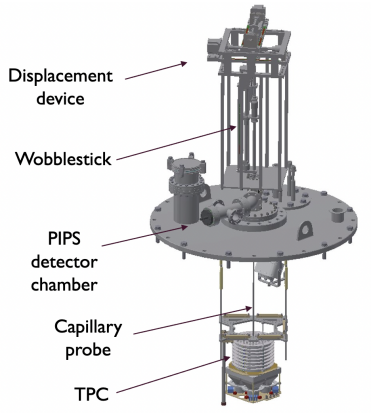 Displacement
device
Wobblestick
PIPS
detector
chamber
Capillary
probe
TPC